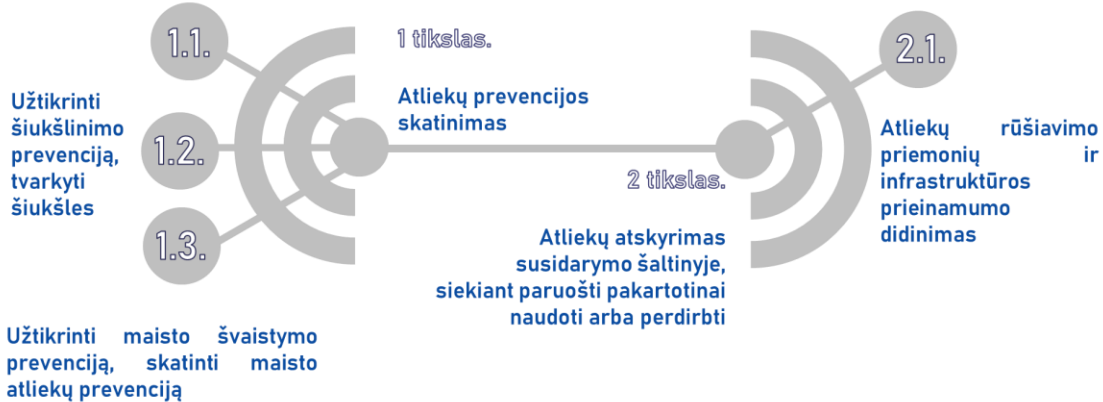 1.1.
Užtikrinti
šiukšlinimo
prevenciją,
tvarkyti
šiukšles
1.2.
1.3.
Užtikrinti maisto švaistymo
prevenciją, skatinti maisto
atliekų prevenciją
1 tikslas.
Atliekų prevencijos
skatinimas
2 tikslas.
Atliekų atskyrimas
susidarymo šaltinyje,
siekiant paruošti pakartotinai
naudoti arba perdirbti
2.1.
Atliekų rūšiavimo
priemonių ir
infrastruktūros
prieinamumo
didinimas